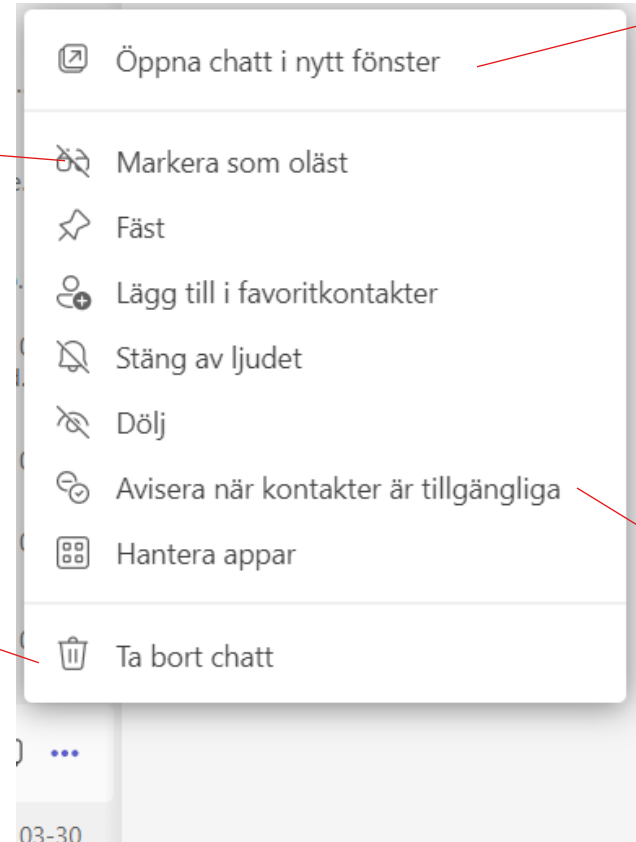 Öppna chatt i nytt fönster
Markera som oläst
Fäst
Lägg till i favoritkontakter
Stäng av ljudet
Dölj
Avisera när kontakter är tillgängliga
Hantera appar
Ta bort chatt
03-30